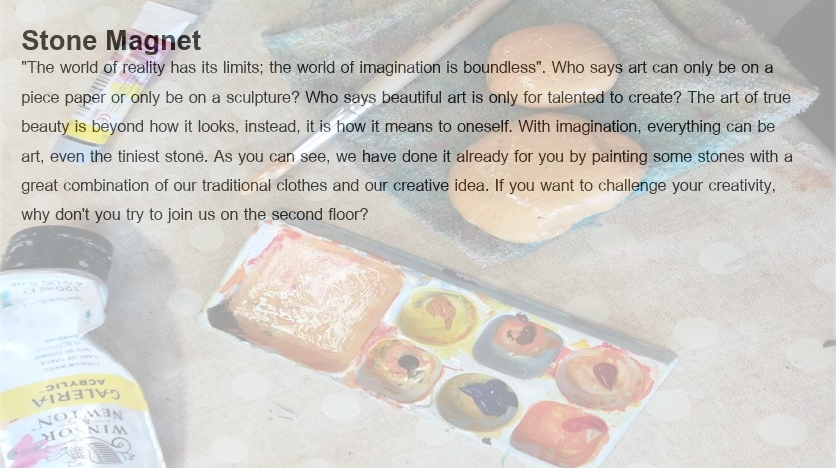 Stone Magnet
"The world of reality has its limits; the world of imagination is boundless". Who says art can only be on a
piece paper or only be on a sculpture? Who says beautiful art is only for talented to create? The art of true
beauty is beyond how it looks, instead, it is how it means to oneself. With imagination, everything can be
art, even the tiniest stone. As you can see, we have done it already for you by painting some stones with a
great combination of our traditional clothes and our creative idea. If you want to challenge your creativity,
why don't you try to join us on the second floor?
120 ml
TITANIUM WHITE
ACRYLIC
GALERIA
NEWTON
WINSOR
&